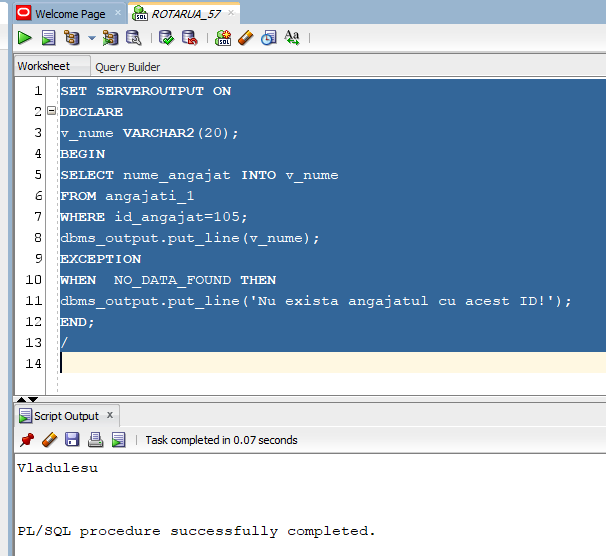 Welcome Page
ROTARUA_57
Worksheet
Query Builder
1 SET SERVEROUTPUT ON
2 DECLARE
3 v_nume VARCHAR2(20);
4 BEGIN
5 SELECT nume_angajat INTO v_nume
6 FROM angajati_1
7 WHERE id_angajat=105;
8 dbms_output.put_line(v_nume);
9 EXCEPTION
10 WHEN  NO_DATA_FOUND THEN
11 dbms_output.put_line('Nu exista angajatul cu acest ID!');
12 END;
13 /
14
Script Output
Task completed in 0.07 seconds
Vladulesu
PL/SQL procedure successfully completed.